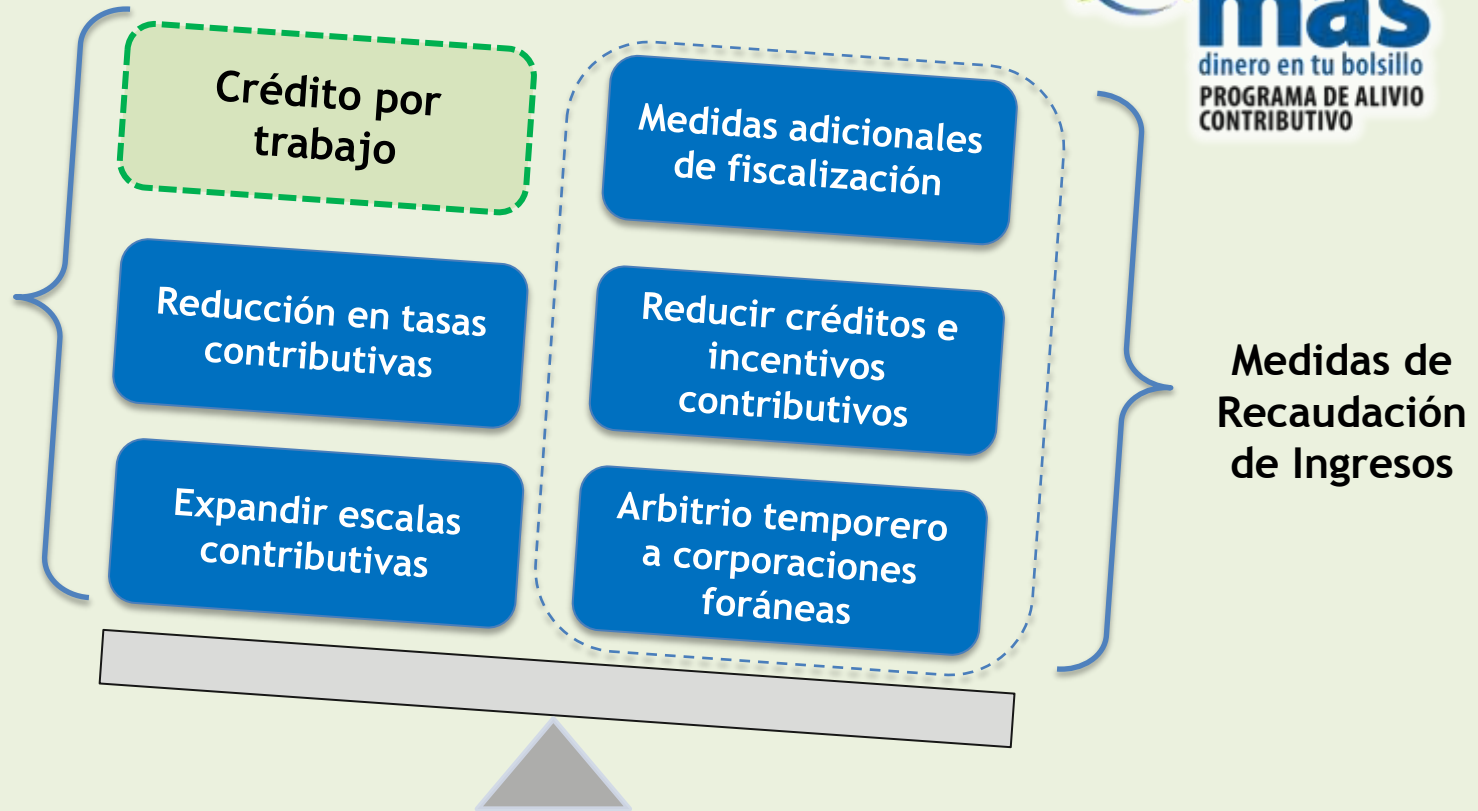 más
dinero en tu bolsillo
PROGRAMA DE ALIVIO
CONTRIBUTIVO
Crédito por
trabajo
Reducción en tasas
contributivas
Expandir escalas
contributivas
Medidas adicionales
de fiscalización
Reducir créditos e
incentivos
contributivos
Arbitrio temporero
a corporaciones
foráneas
Medidas de
Recaudación
de Ingresos